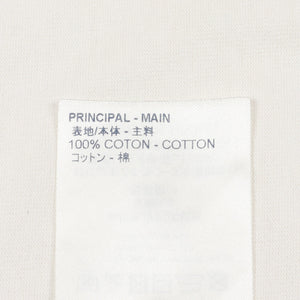 PRINCIPAL - MAIN
表地/本体 - 主料
100% COTON - COTTON
コットン - 棉